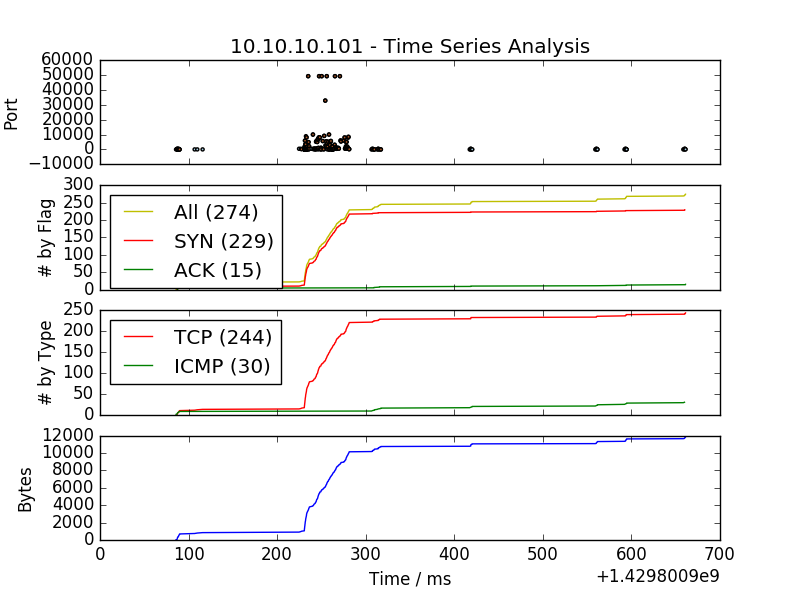 10.10.10.101 - Time Series Analysis
60000
50000
40000
30000
20000
10000
0
−10000
Port
300
250
200
150
100
50
0
# by Flag
All (274)
SYN (229)
ACK (15)
250
200
150
100
50
0
# by Type
TCP (244)
ICMP (30)
12000
10000
8000
6000
4000
2000
0
Bytes
0 100 200 300 400 500 600 700
Time / ms
+1.4298009e9